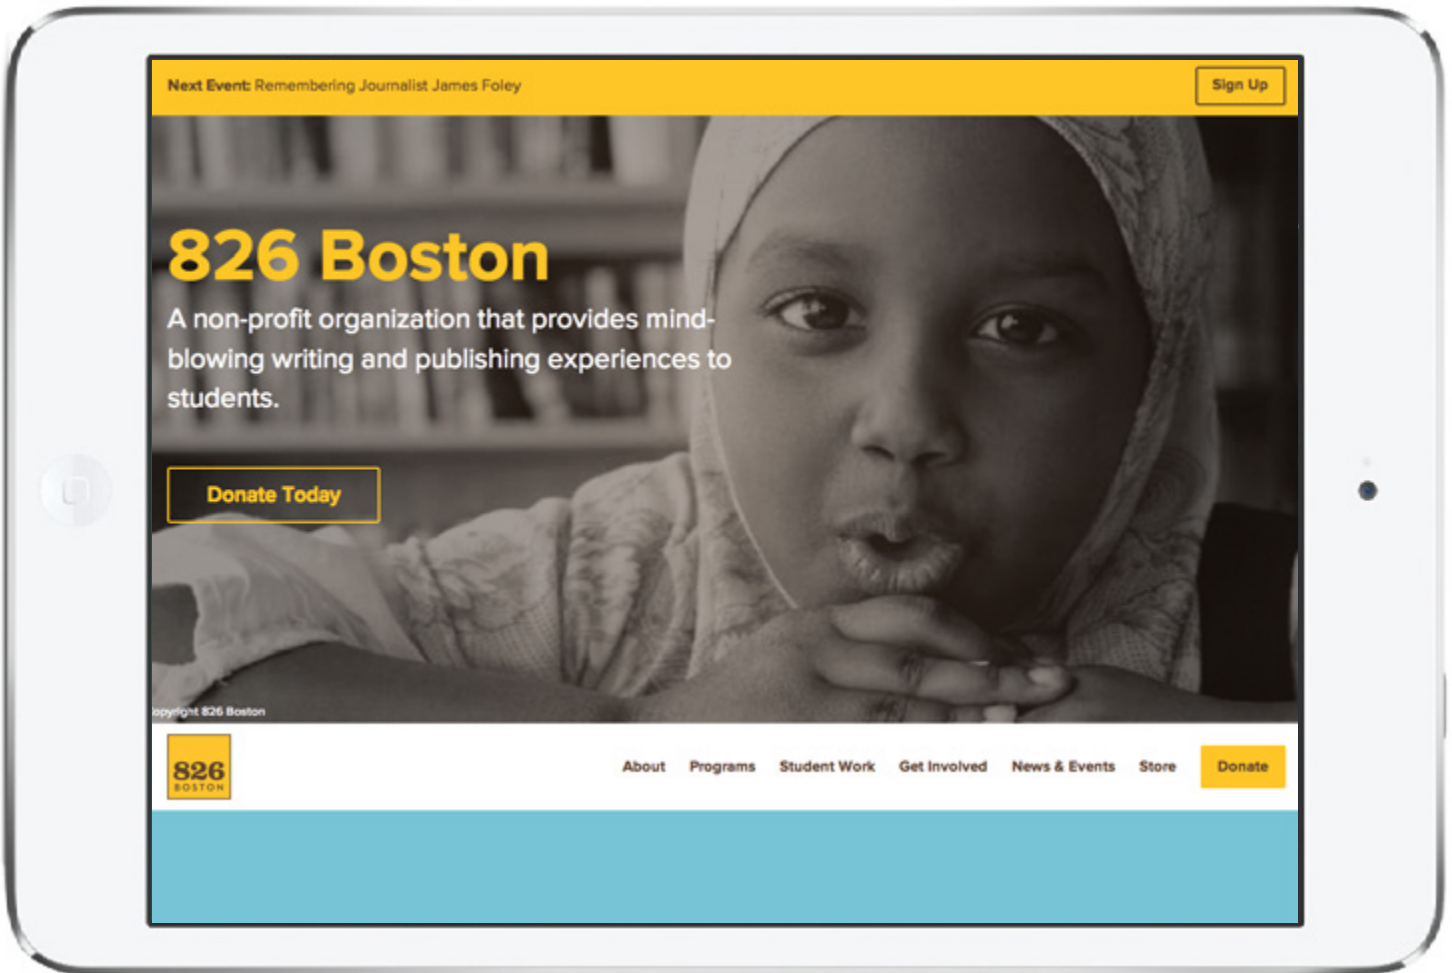 Next Event: Remembering Journalist James Foley
Sign Up
826 Boston
A non-profit organization that provides mind-
blowing writing and publishing experiences to
students.
Donate Today
opyright 826 Boston
826
BOSTON
About Programs Student Work Get Involved News & Events Store Donate